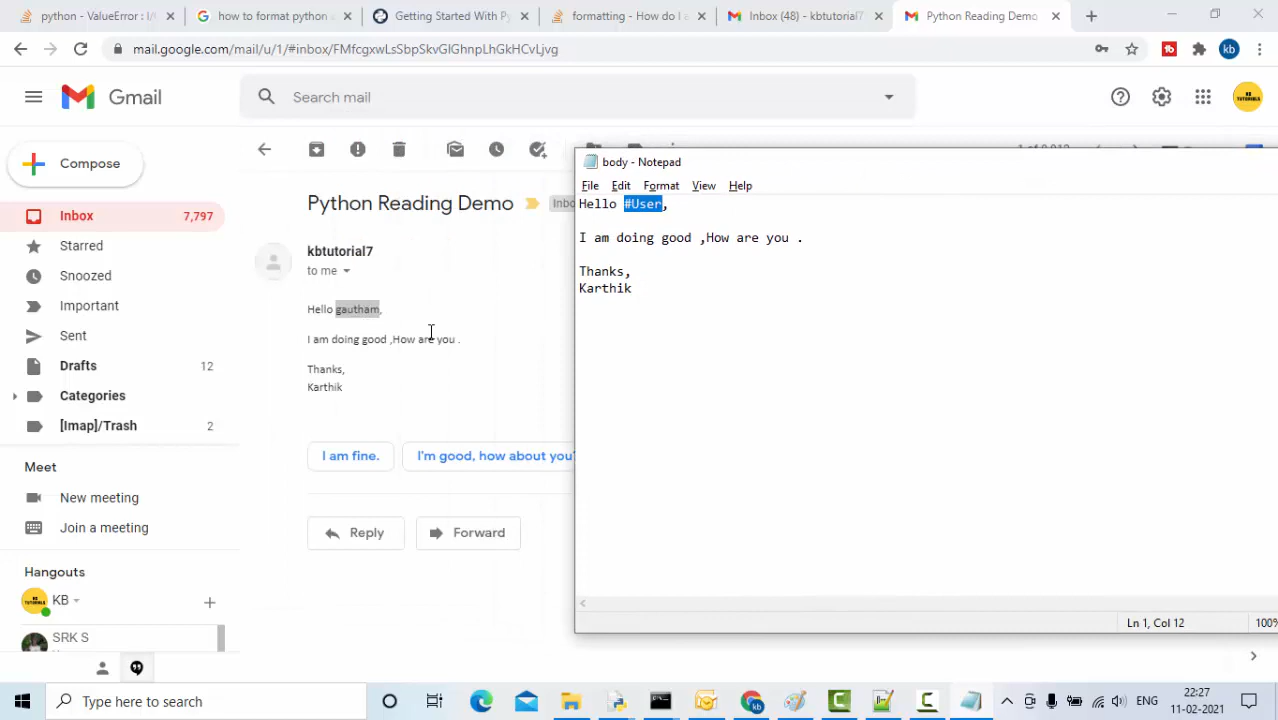 python - ValueError : I/
how to format python
Getting Started With Py
formatting - How do I a
Inbox (48) - kbtutorial7
Python Reading Demo
mail.google.com/mail/u/1/#inbox/FMfcgxwLsSbpSkvGlGhnpLhGkHCvLjvg
kb
Gmail
Search mail
Compose
Inbox 7,797
Starred
Snoozed
Important
Sent
Drafts 12
Categories
[Imap]/Trash 2
Meet
New meeting
Join a meeting
Hangouts
KB
SRK S
Python Reading Demo
Inbo
kbtutorial7
to me
Hello gautham,
I am doing good ,How are you .
Thanks,
Karthik
I am fine.
I'm good, how about you?
Reply
Forward
body - Notepad
File Edit Format View Help
Hello #User,
I am doing good ,How are you .
Thanks,
Karthik
Ln 1, Col 12
100%
Type here to search
kb
ENG
22:27
11-02-2021